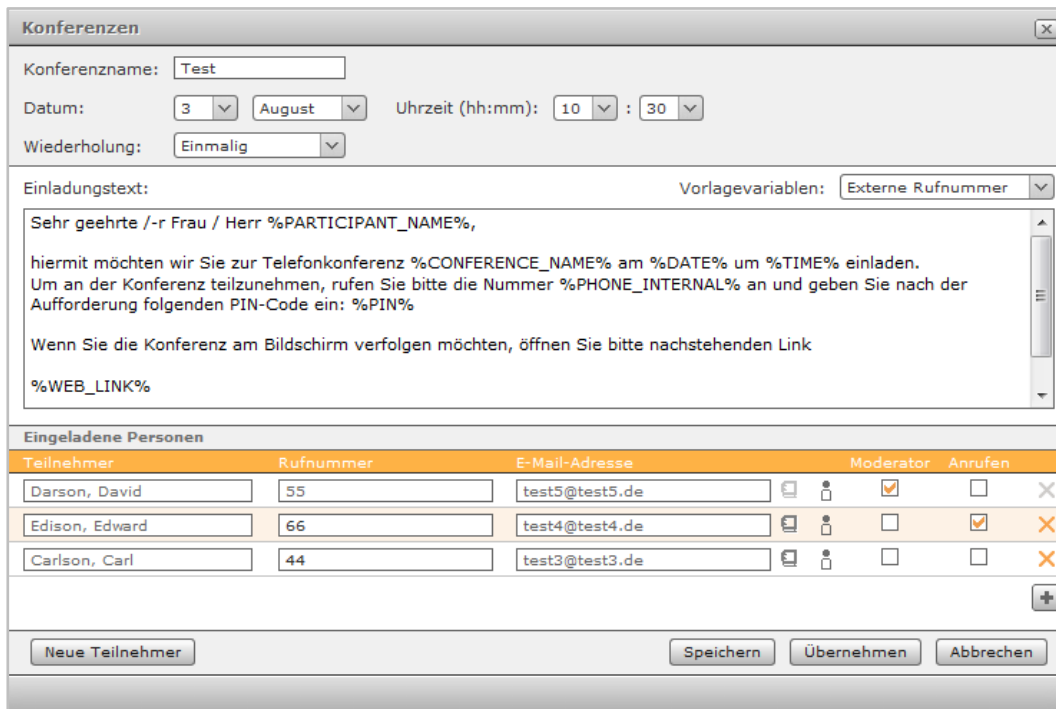 Konferenzen
Konferenzname: Test
Datum: 3 August Uhrzeit (hh:mm): 10 : 30
Wiederholung: Einmalig
Einladungstext: Vorlagevariablen: Externe Rufnummer
Sehr geehrte /-r Frau / Herr %PARTICIPANT_NAME%,
hiermit möchten wir Sie zur Telefonkonferenz %CONFERENCE_NAME% am %DATE% um %TIME% einladen.
Um an der Konferenz teilzunehmen, rufen Sie bitte die Nummer %PHONE_INTERNAL% an und geben Sie nach der
Aufforderung folgenden PIN-Code ein: %PIN%
Wenn Sie die Konferenz am Bildschirm verfolgen möchten, öffnen Sie bitte nachstehenden Link
%WEB_LINK%
Eingeladene Personen
Teilnehmer Rufnummer E-Mail-Adresse Moderator Anrufen
Darson, David 55 test5@test5.de
Edison, Edward 66 test4@test4.de
Carlson, Carl 44 test3@test3.de
Neue Teilnehmer Speichern Übernehmen Abbrechen